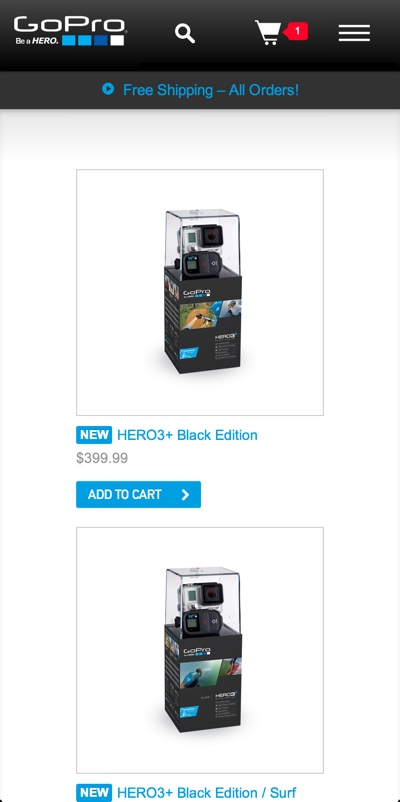 GoPro
Be a HERO.
1
Free Shipping – All Orders!
GoPro
HERO3+
NEW HERO3+ Black Edition
$399.99
ADD TO CART
GoPro
HERO3+
NEW HERO3+ Black Edition / Surf